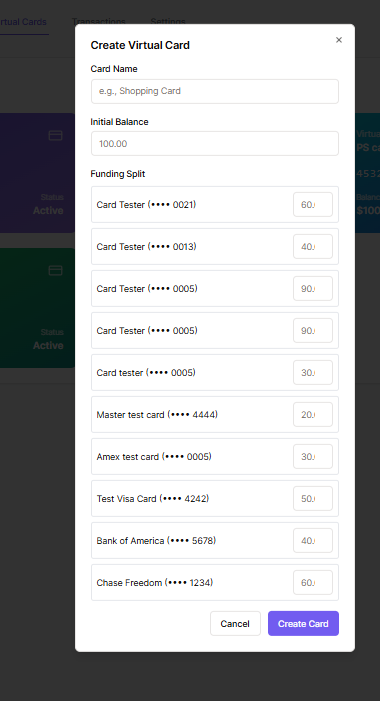 rtual Cards
Transactions
Settings
Create Virtual Card
×
Card Name
e.g., Shopping Card
Initial Balance
100.00
Funding Split
Card Tester (•••• 0021)
60.
Card Tester (•••• 0013)
40.
Card Tester (•••• 0005)
90.
Card Tester (•••• 0005)
90.
Card tester (•••• 0005)
30.
Master test card (•••• 4444)
20.
Amex test card (•••• 0005)
30.
Test Visa Card (•••• 4242)
50.
Bank of America (•••• 5678)
40.
Chase Freedom (•••• 1234)
60.
Cancel
Create Card
Status
Active
Status
Active
Virtua
PS ca
4532
Balance
$100